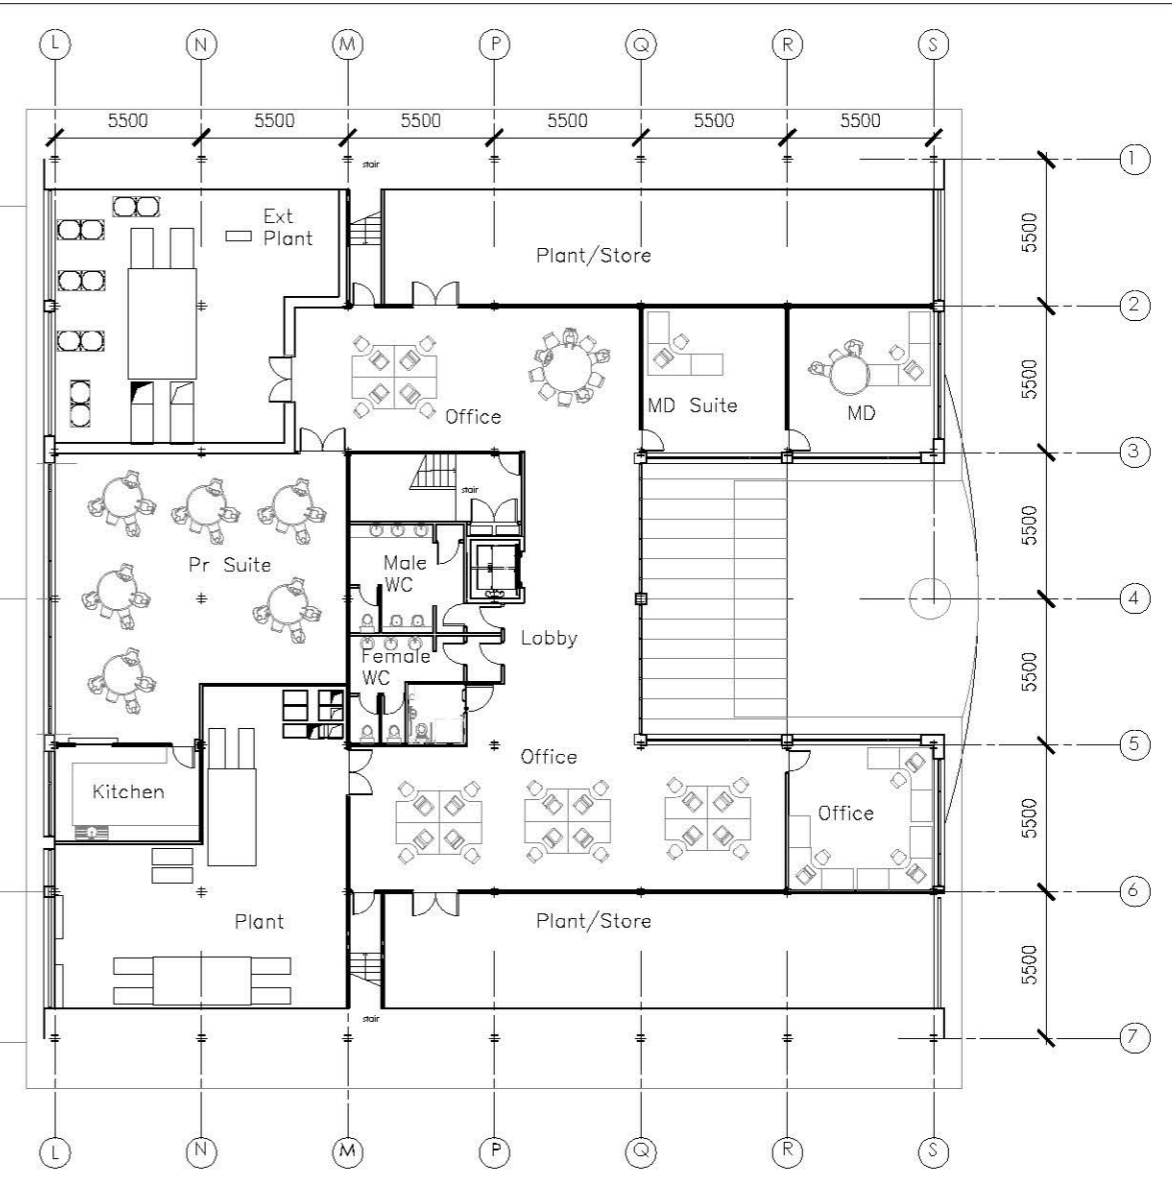 L N M P Q R S
5500 5500 5500 5500 5500 5500
1
stair
Ext
Plant
5500
Plant/Store
2
5500
Office
MD Suite
MD
3
stair
5500
Pr Suite
Male
WC
4
Lobby
Female
WC
5500
5
Office
Kitchen
Office
5500
6
Plant
Plant/Store
5500
stair
7
L N M P Q R S